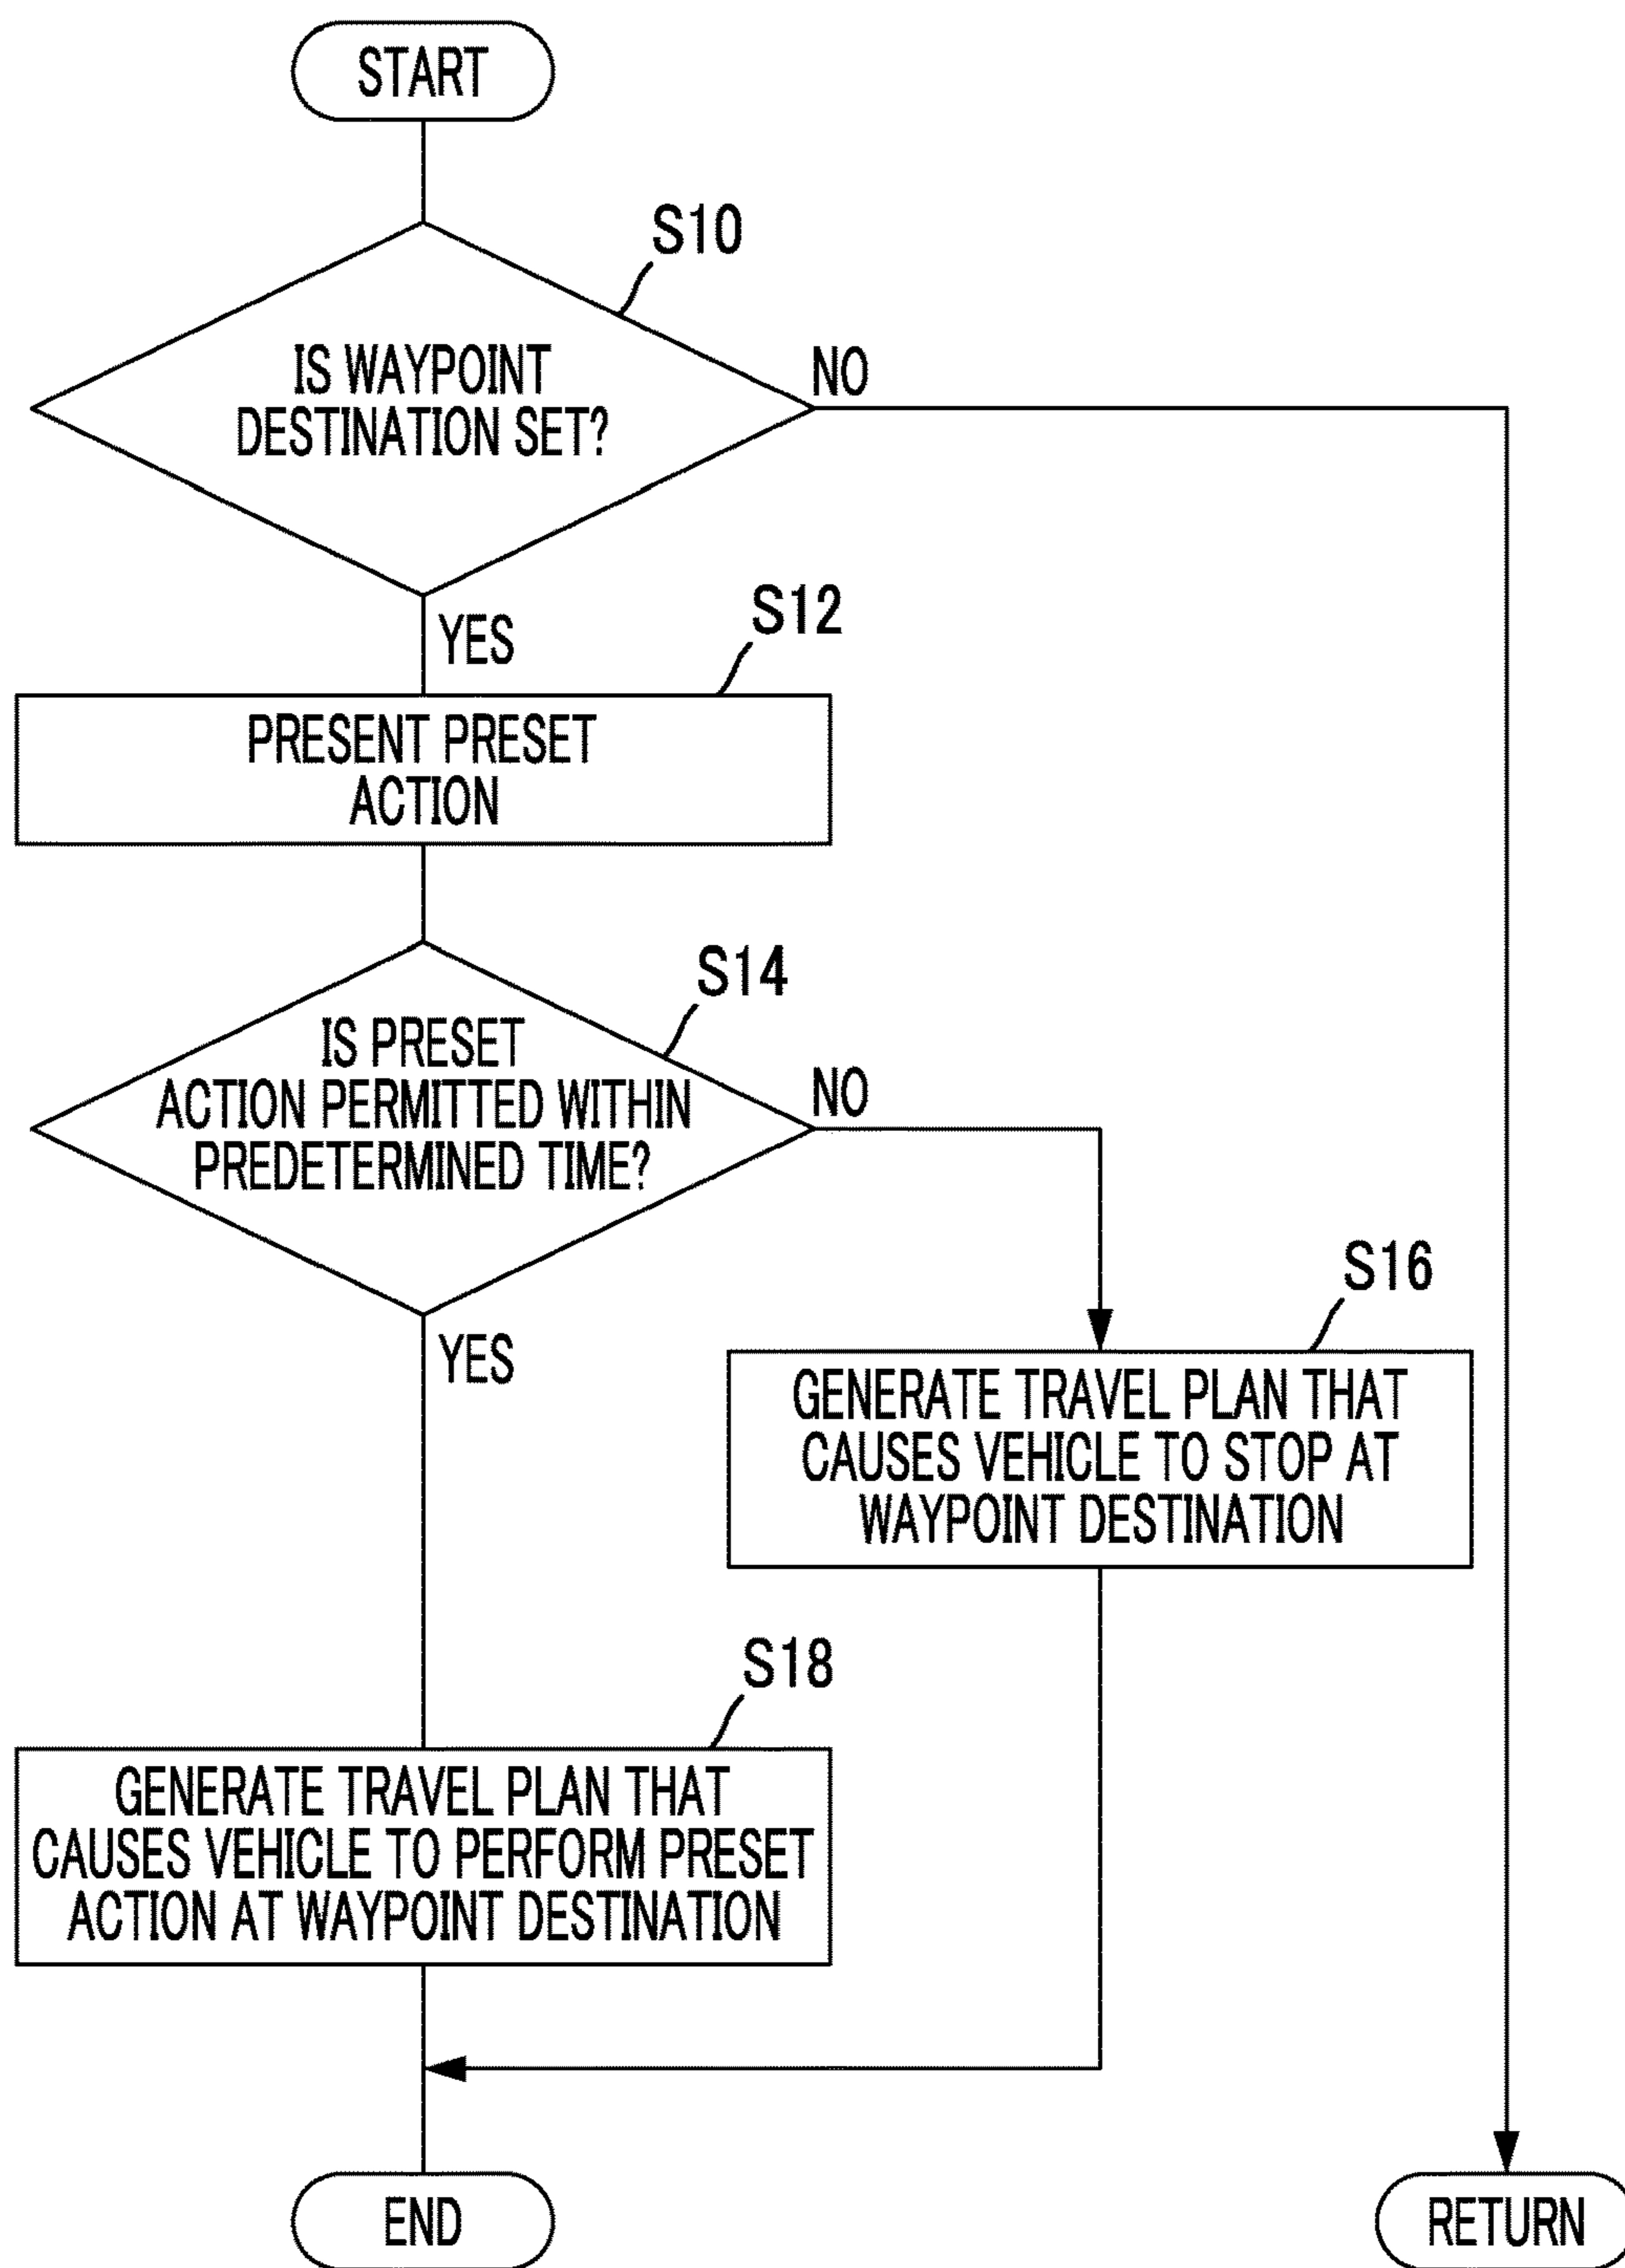 START
S10
IS WAYPOINT
DESTINATION SET?
NO
YES
S12
PRESENT PRESET
ACTION
S14
IS PRESET
ACTION PERMITTED WITHIN
PREDETERMINED TIME?
NO
YES
S16
GENERATE TRAVEL PLAN THAT
CAUSES VEHICLE TO STOP AT
WAYPOINT DESTINATION
S18
GENERATE TRAVEL PLAN THAT
CAUSES VEHICLE TO PERFORM PRESET
ACTION AT WAYPOINT DESTINATION
END
RETURN